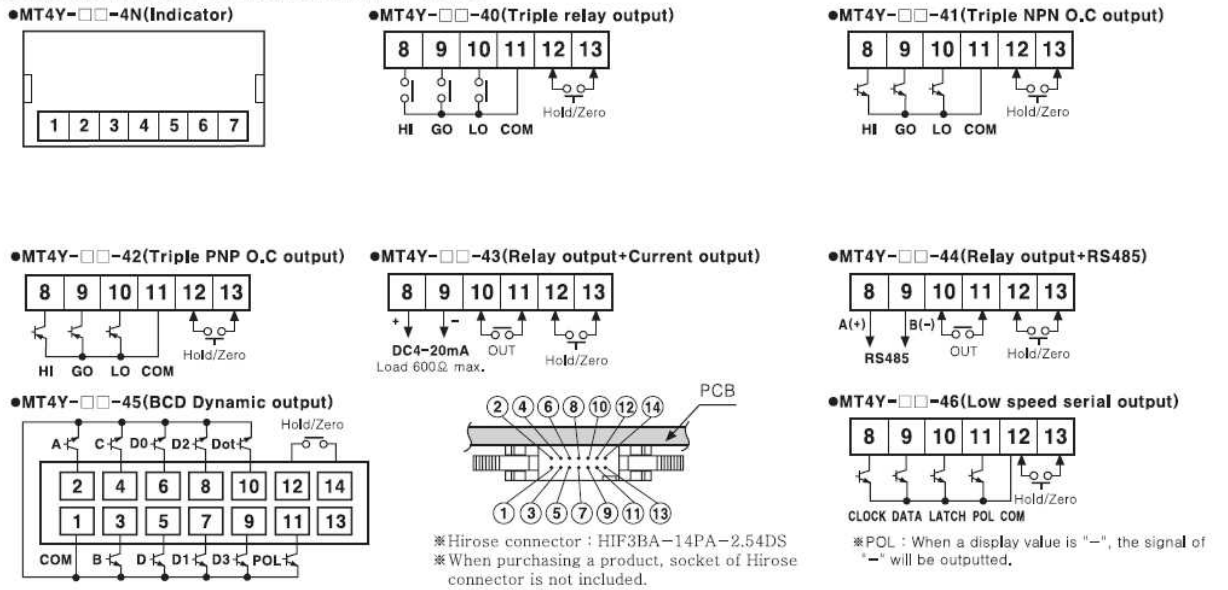 ●MT4Y-□□-4N(Indicator)
1 2 3 4 5 6 7
●MT4Y-□□-40(Triple relay output)
8 9 10 11 12 13
Hold/Zero
HI GO LO COM
●MT4Y-□□-41(Triple NPN O.C output)
8 9 10 11 12 13
Hold/Zero
HI GO LO COM
●MT4Y-□□-42(Triple PNP O.C output)
8 9 10 11 12 13
Hold/Zero
HI GO LO COM
●MT4Y-□□-43(Relay output+Current output)
8 9 10 11 12 13
+ -
DC4-20mA OUT Hold/Zero
Load 600Ω max.
●MT4Y-□□-44(Relay output+RS485)
8 9 10 11 12 13
A(+) B(-)
RS485 OUT Hold/Zero
●MT4Y-□□-45(BCD Dynamic output)
Hold/Zero
A C D0 D2 Dot
2 4 6 8 10 12 14
1 3 5 7 9 11 13
COM B D D1 D3 POL
PCB
② ④ ⑥ ⑧ ⑩ ⑫ ⑭
① ③ ⑤ ⑦ ⑨ ⑪ ⑬
※Hirose connector : HIF3BA-14PA-2.54DS
※When purchasing a product, socket of Hirose
connector is not included.
●MT4Y-□□-46(Low speed serial output)
8 9 10 11 12 13
Hold/Zero
CLOCK DATA LATCH POL COM
※POL : When a display value is "-", the signal of
"-" will be outputted.